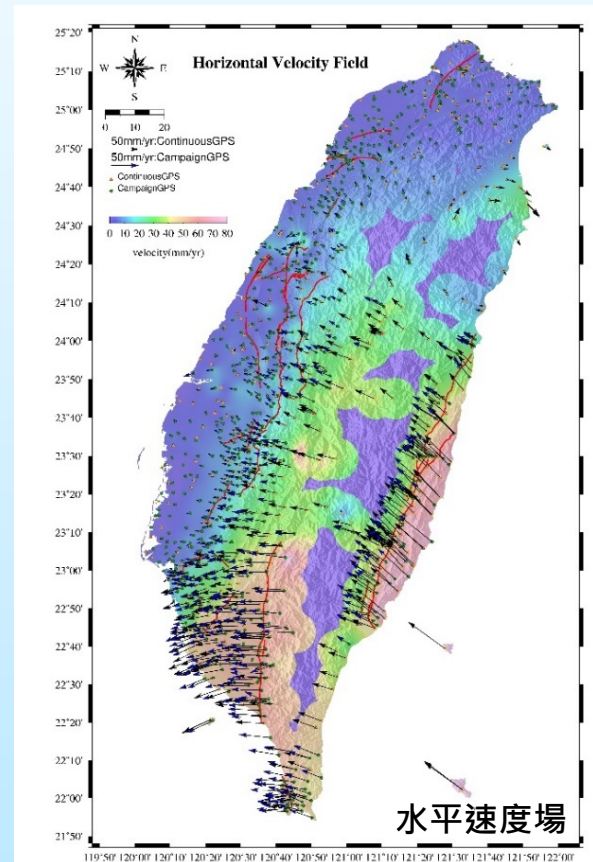 Horizontal Velocity Field
N
W E
S
0 10 20
50mm/yr:ContinuousGPS
50mm/yr:CampaignGPS
ContinuousGPS
CampaignGPS
0 10 20 30 40 50 60 70 80
velocity(mm/yr)
25°20'
25°10'
25°00'
24°50'
24°40'
24°30'
24°20'
24°10'
24°00'
23°50'
23°40'
23°30'
23°20'
23°10'
23°00'
22°50'
22°40'
22°30'
22°20'
22°10'
22°00'
21°50'
水平速度場
119°50' 120°00' 120°10' 120°20' 120°30' 120°40' 120°50' 121°00' 121°10' 121°20' 121°30' 121°40' 121°50' 122°00'